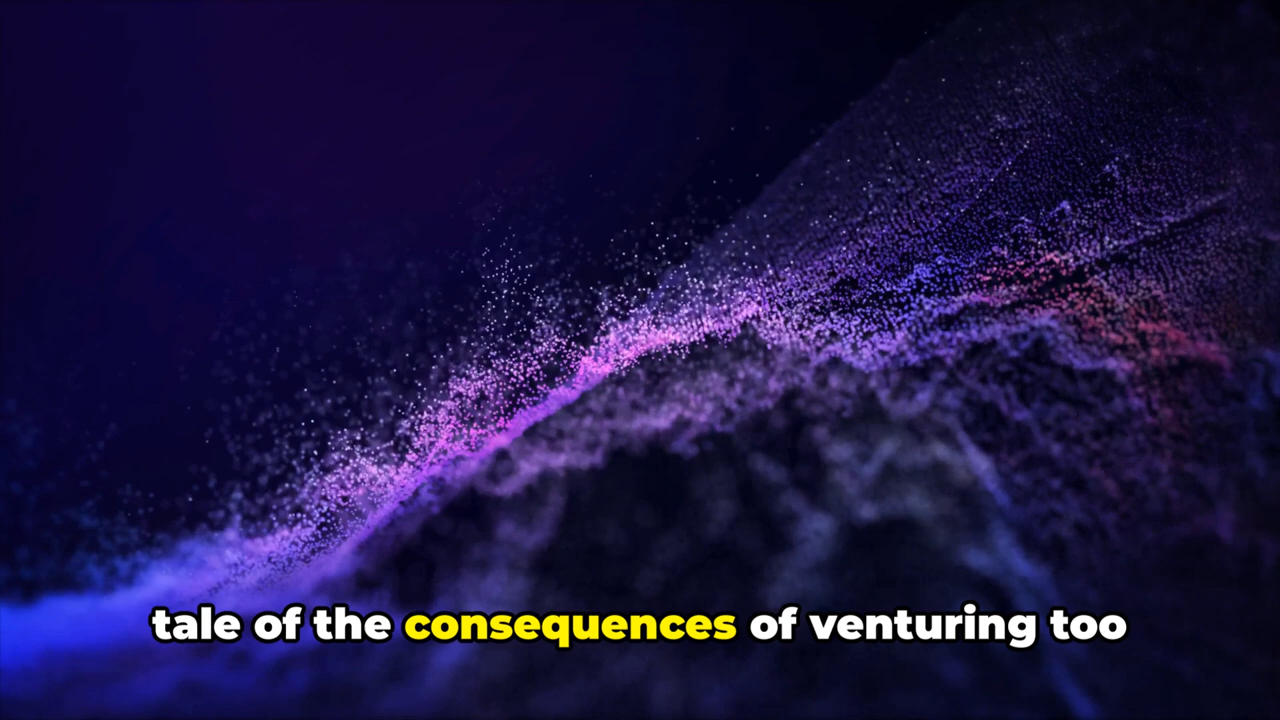 tale of the consequences of venturing too